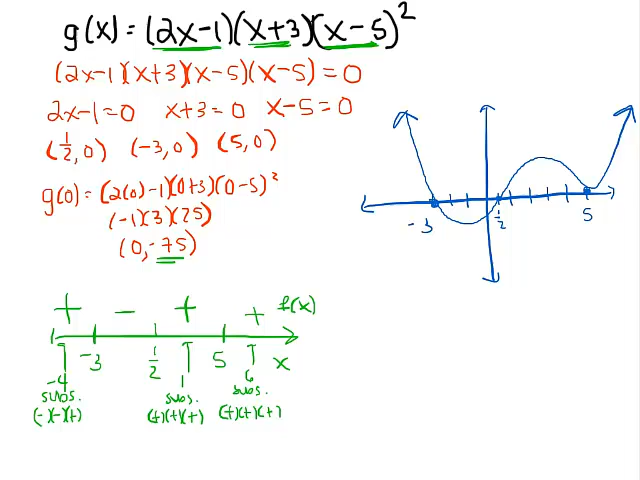 g(x) = (2x-1)(x+3)(x-5)²
(2x-1)(x+3)(x-5)(x-5) = 0
2x-1=0 x+3=0 x-5=0
(1/2, 0) (-3, 0) (5, 0)
g(0) = (2(0)-1)(0+3)(0-5)²
(-1)(3)(25)
(0, -75)
-3 1/2 5
+ - + + f(x)
-3 1/2 5 x
-4 1 6
subs. subs. subs.
(-)(-)(+) (+)(+)(+) (+)(+)(+)